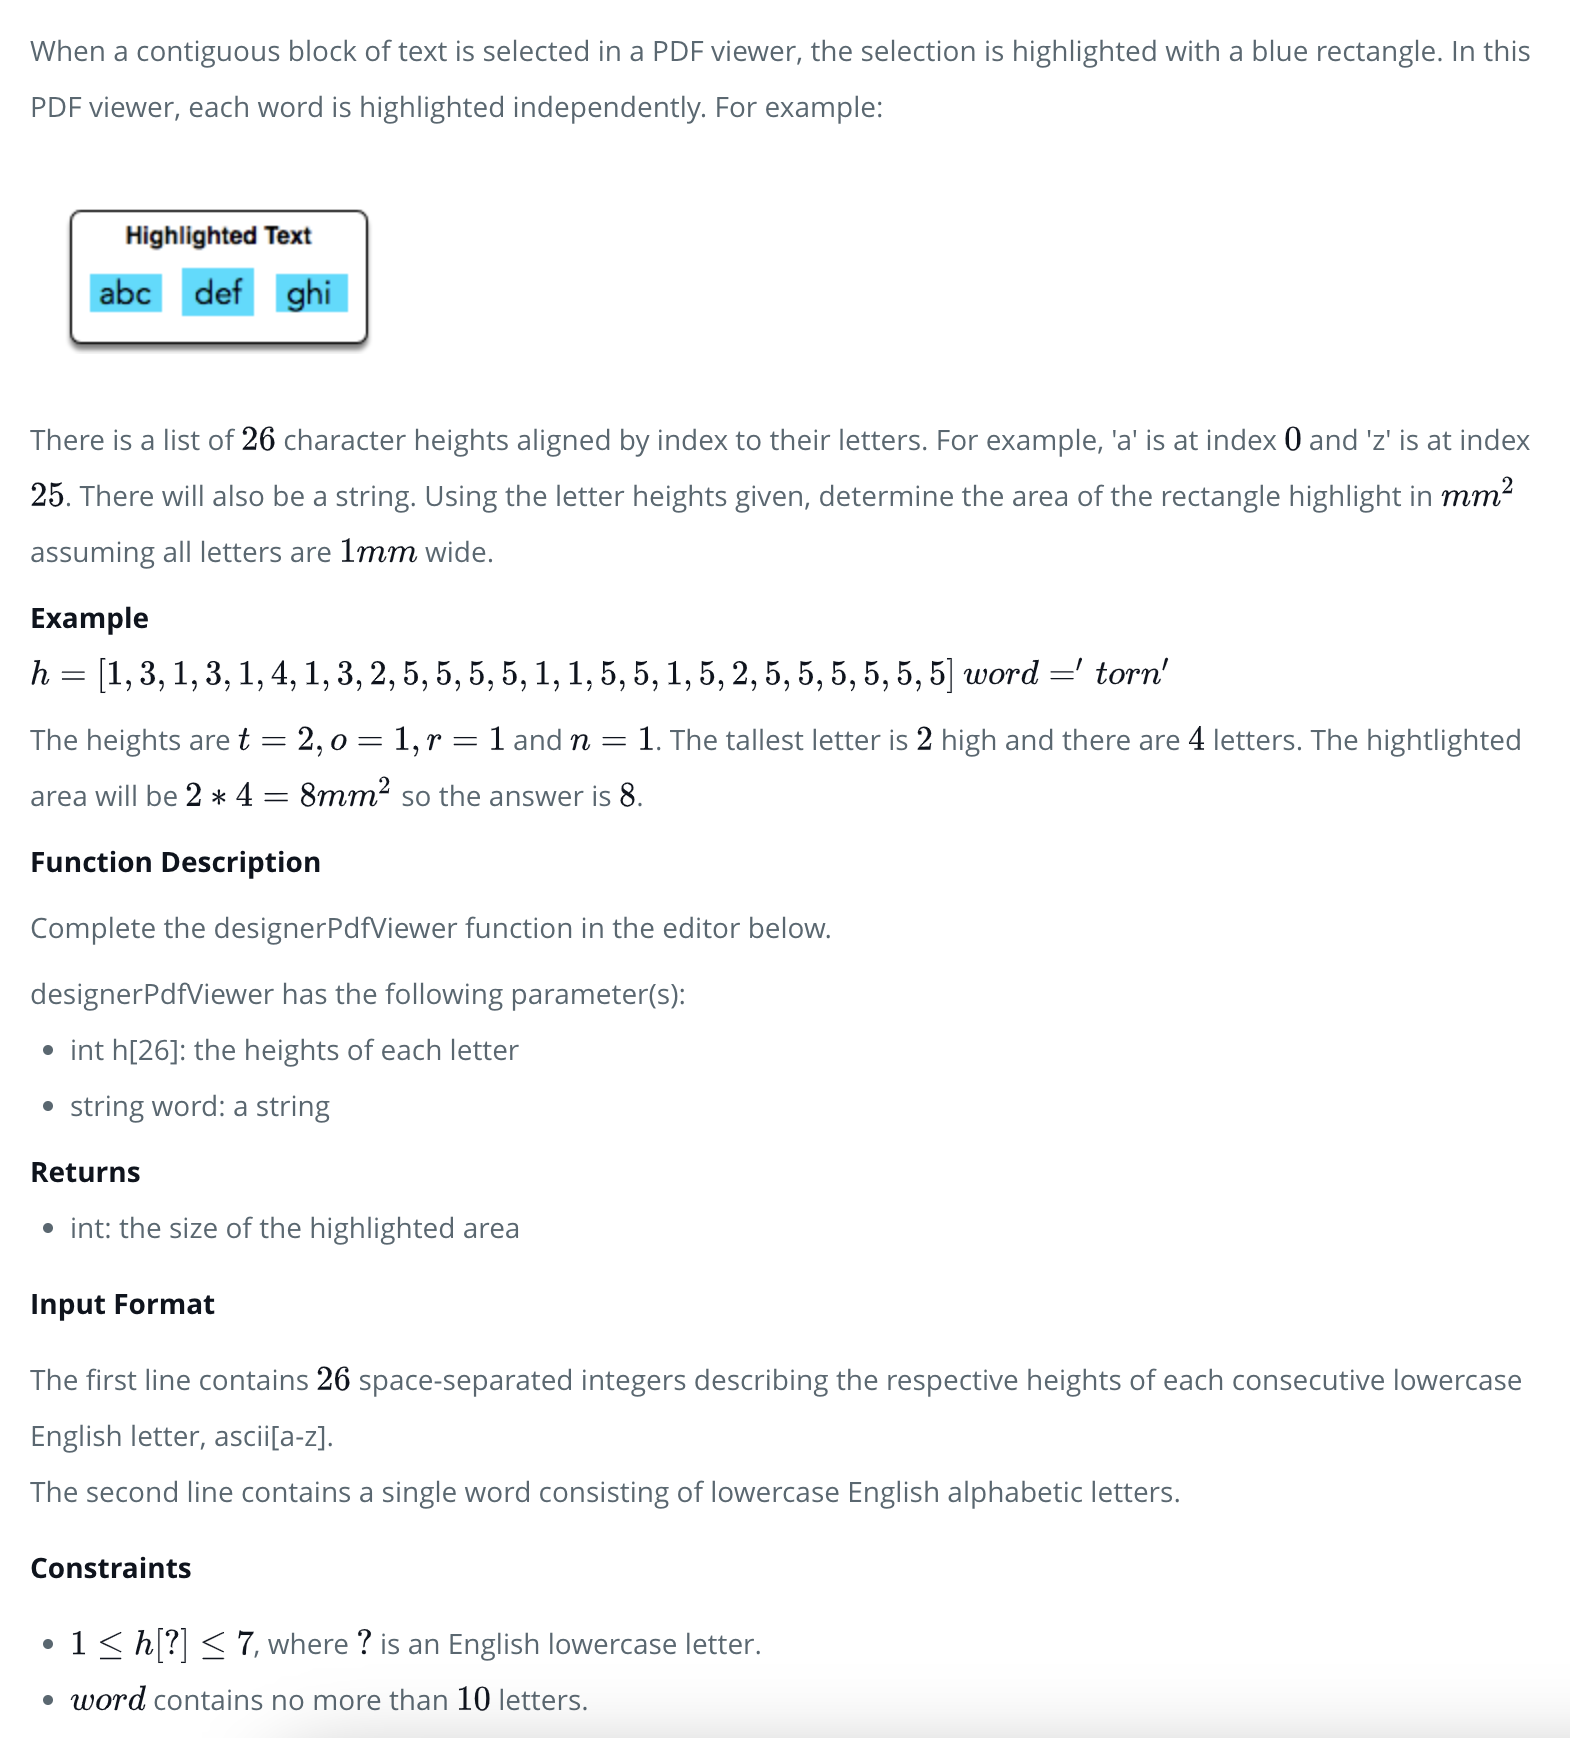 When a contiguous block of text is selected in a PDF viewer, the selection is highlighted with a blue rectangle. In this
PDF viewer, each word is highlighted independently. For example:
Highlighted Text
abc def ghi
There is a list of 26 character heights aligned by index to their letters. For example, 'a' is at index 0 and 'z' is at index
25. There will also be a string. Using the letter heights given, determine the area of the rectangle highlight in mm²
assuming all letters are 1mm wide.
Example
h = [1, 3, 1, 3, 1, 4, 1, 3, 2, 5, 5, 5, 5, 1, 1, 5, 5, 1, 5, 2, 5, 5, 5, 5, 5, 5] word =' torn'
The heights are t = 2, o = 1, r = 1 and n = 1. The tallest letter is 2 high and there are 4 letters. The hightlighted
area will be 2 * 4 = 8mm² so the answer is 8.
Function Description
Complete the designerPdfViewer function in the editor below.
designerPdfViewer has the following parameter(s):
• int h[26]: the heights of each letter
• string word: a string
Returns
• int: the size of the highlighted area
Input Format
The first line contains 26 space-separated integers describing the respective heights of each consecutive lowercase
English letter, ascii[a-z].
The second line contains a single word consisting of lowercase English alphabetic letters.
Constraints
• 1 ≤ h[?] ≤ 7, where ? is an English lowercase letter.
• word contains no more than 10 letters.